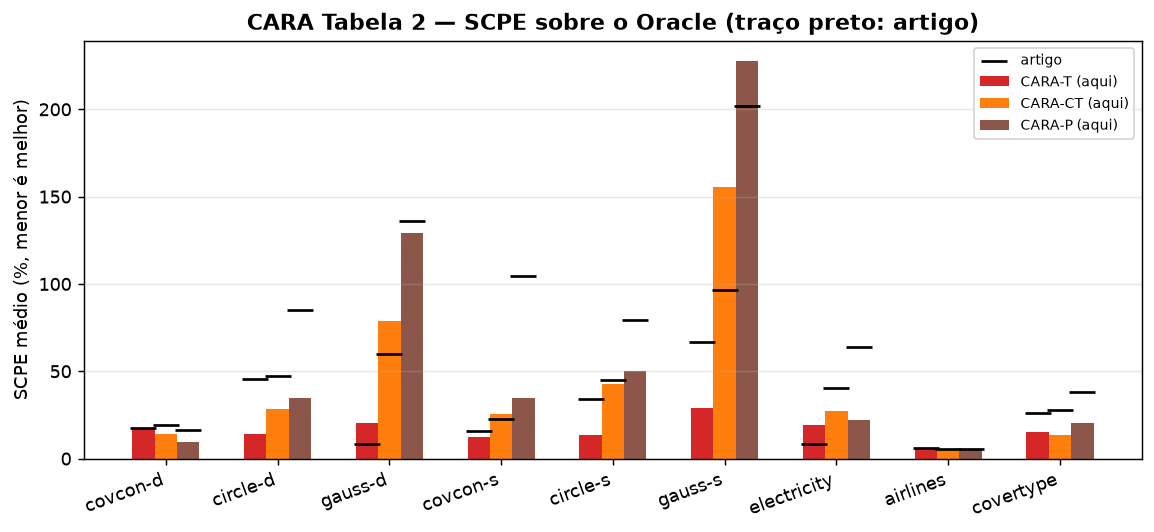 CARA Tabela 2 — SCPE sobre o Oracle (traço preto: artigo)
artigo
CARA-T (aqui)
CARA-CT (aqui)
CARA-P (aqui)
SCPE médio (%, menor é melhor)
200
150
100
50
0
covcon-d
circle-d
gauss-d
covcon-s
circle-s
gauss-s
electricity
airlines
covertype